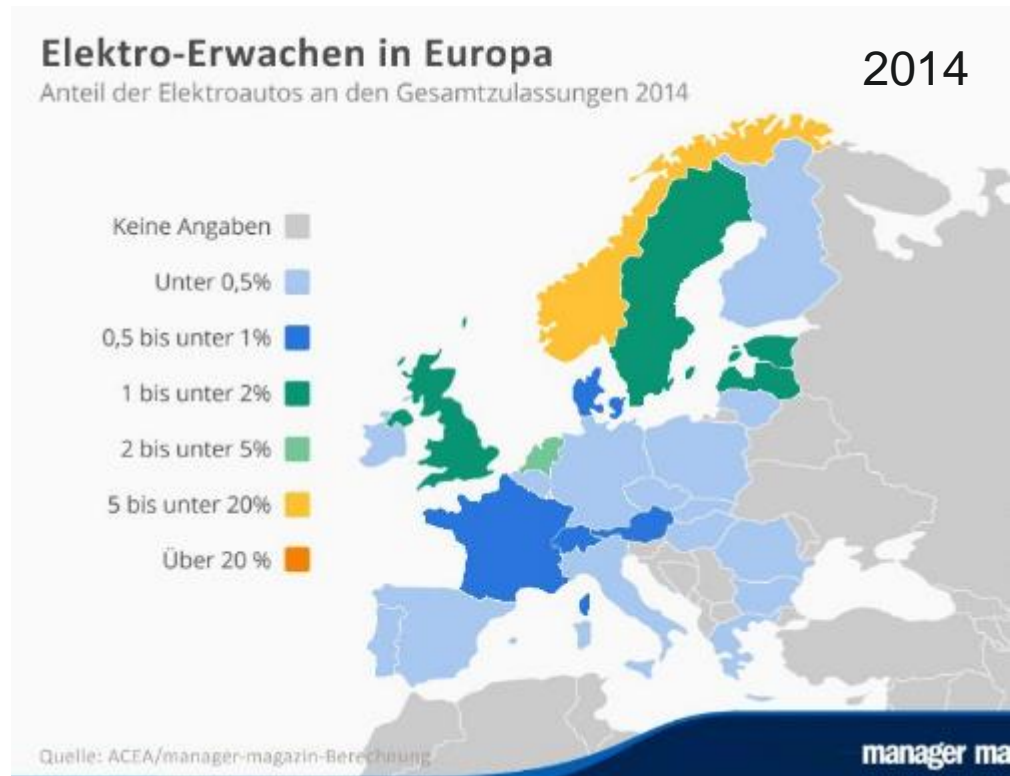 Elektro-Erwachen in Europa
2014
Anteil der Elektroautos an den Gesamtzulassungen 2014
Keine Angaben
Unter 0,5%
0,5 bis unter 1%
1 bis unter 2%
2 bis unter 5%
5 bis unter 20%
Über 20 %
Quelle: ACEA/manager-magazin-Berechnung
manager ma